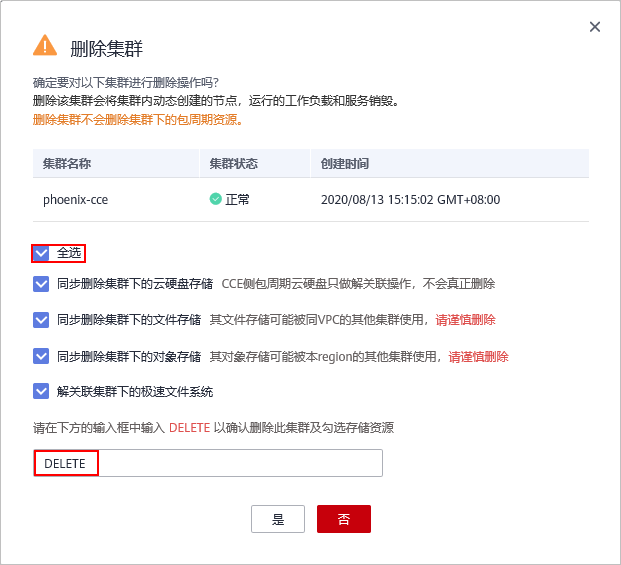 删除集群
确定要对以下集群进行删除操作吗?
删除该集群会将集群内动态创建的节点，运行的工作负载和服务销毁。
删除集群不会删除集群下的包周期资源。
集群名称 集群状态 创建时间
phoenix-cce 正常 2020/08/13 15:15:02 GMT+08:00
全选
同步删除集群下的云硬盘存储 CCE侧包周期云硬盘只做解关联操作，不会真正删除
同步删除集群下的文件存储 其文件存储可能被同VPC的其他集群使用，请谨慎删除
同步删除集群下的对象存储 其对象存储可能被本region的其他集群使用，请谨慎删除
解关联集群下的极速文件系统
请在下方的输入框中输入 DELETE 以确认删除此集群及勾选存储资源
DELETE
是 否